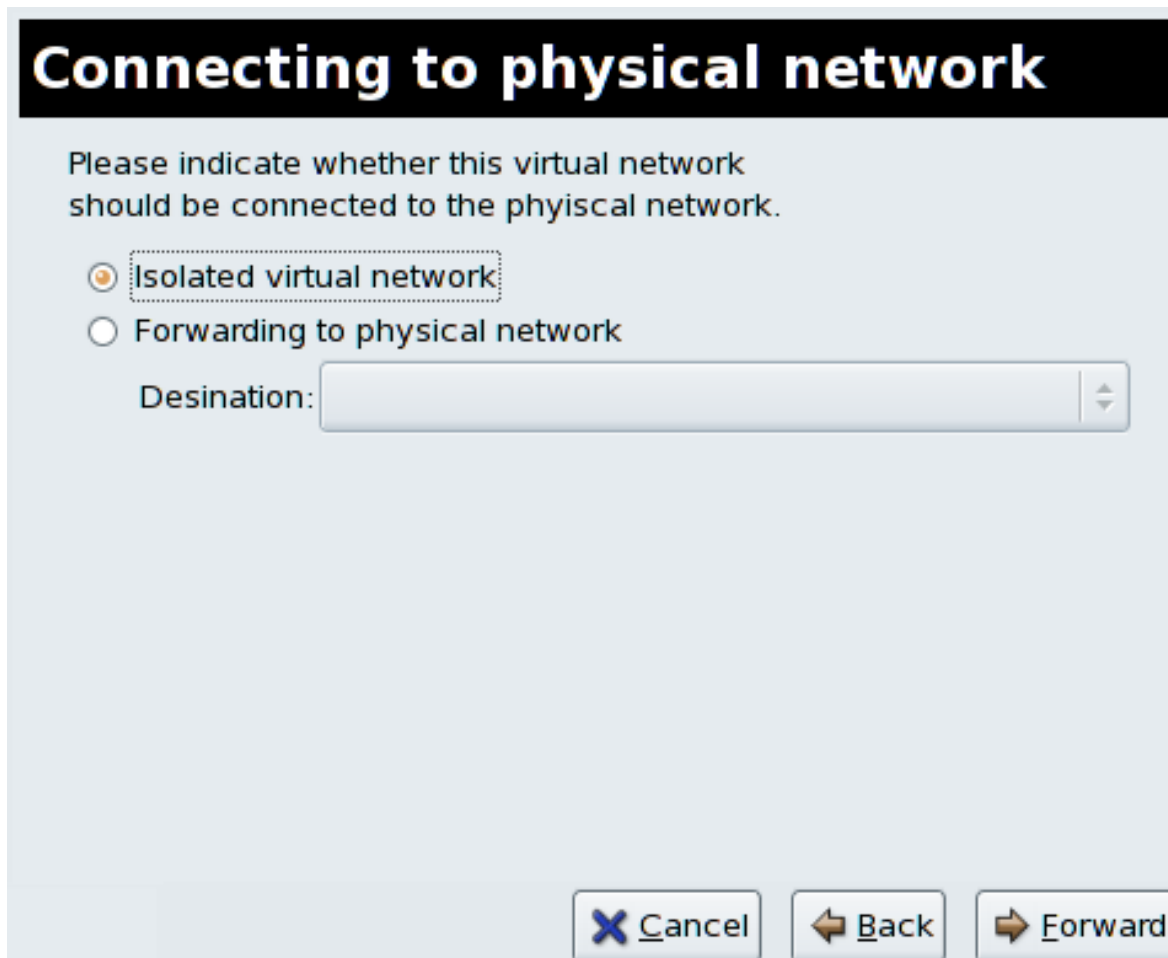 Connecting to physical network
Please indicate whether this virtual network
should be connected to the phyiscal network.
Isolated virtual network
Forwarding to physical network
Desination:
Cancel
Back
Forward